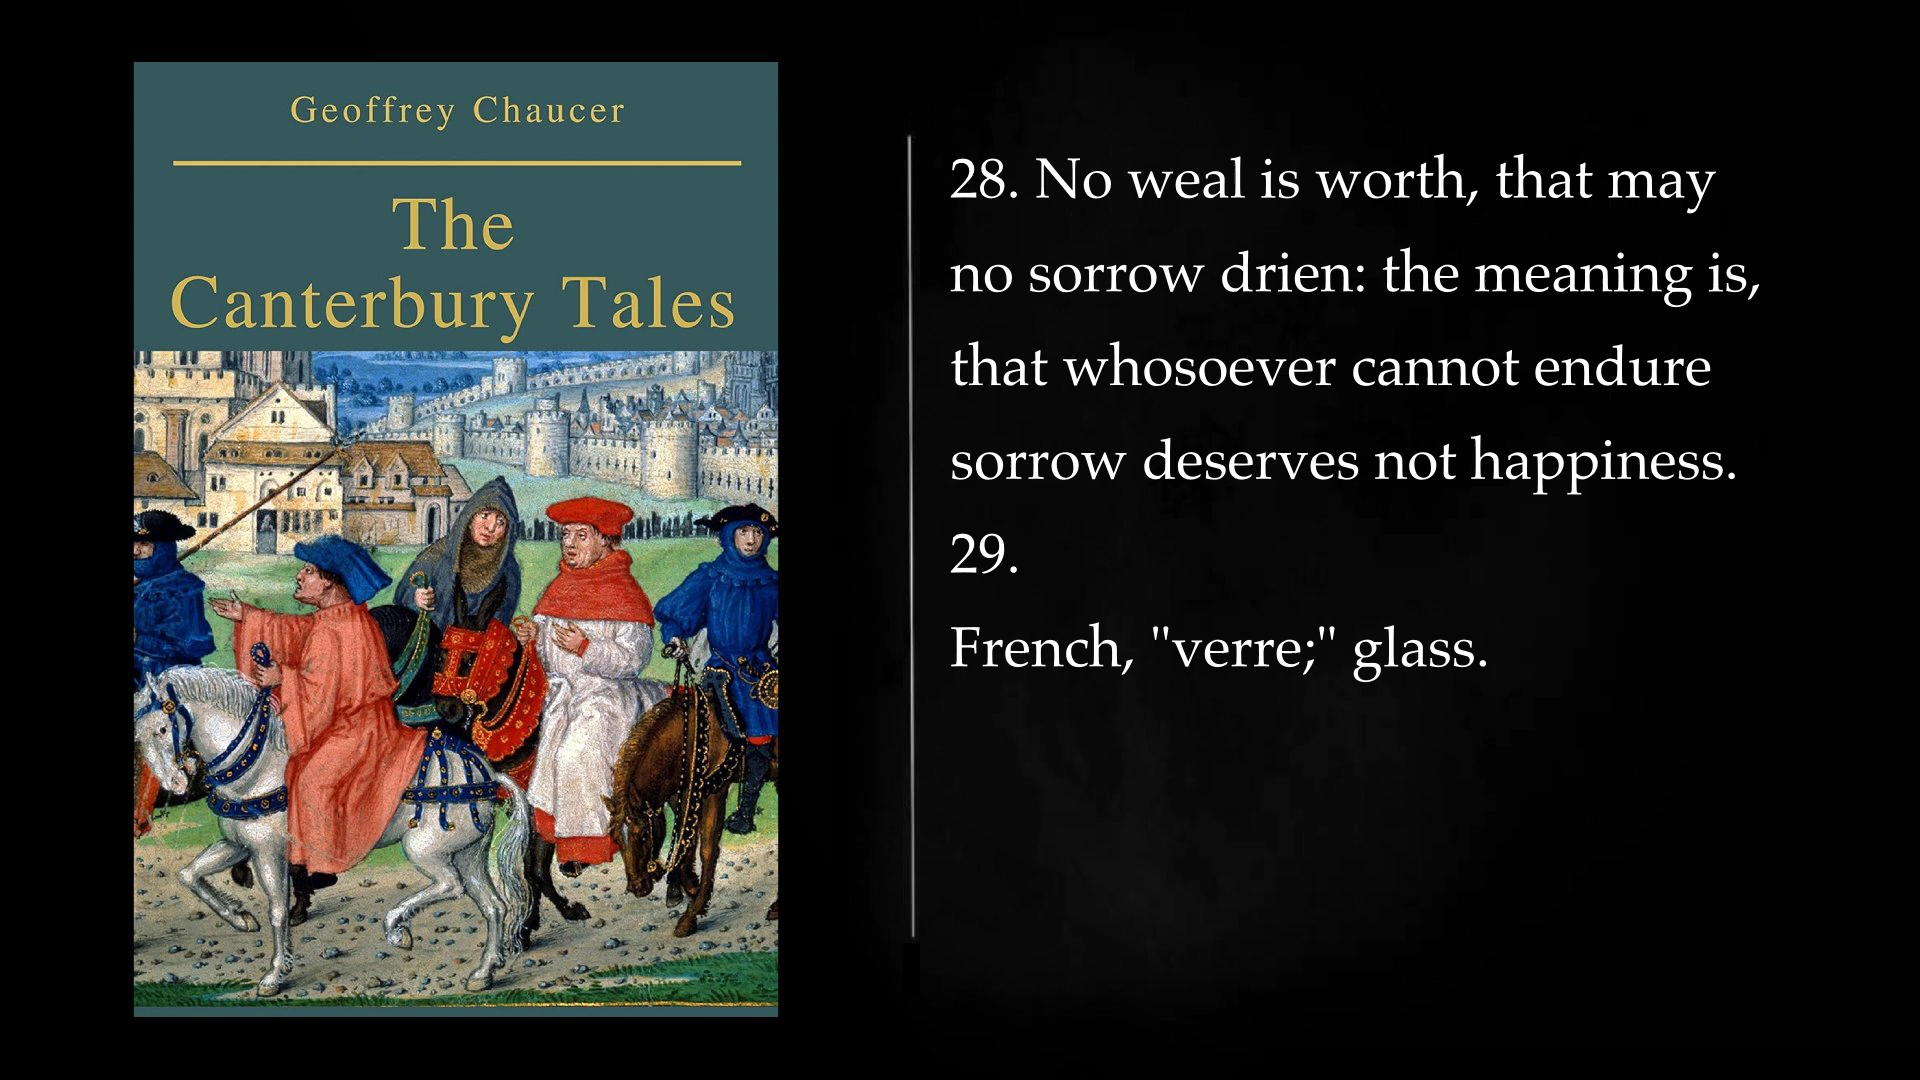 Geoffrey Chaucer
The
Canterbury Tales
28. No weal is worth, that may
no sorrow drien: the meaning is,
that whosoever cannot endure
sorrow deserves not happiness.
29.
French, "verre;" glass.